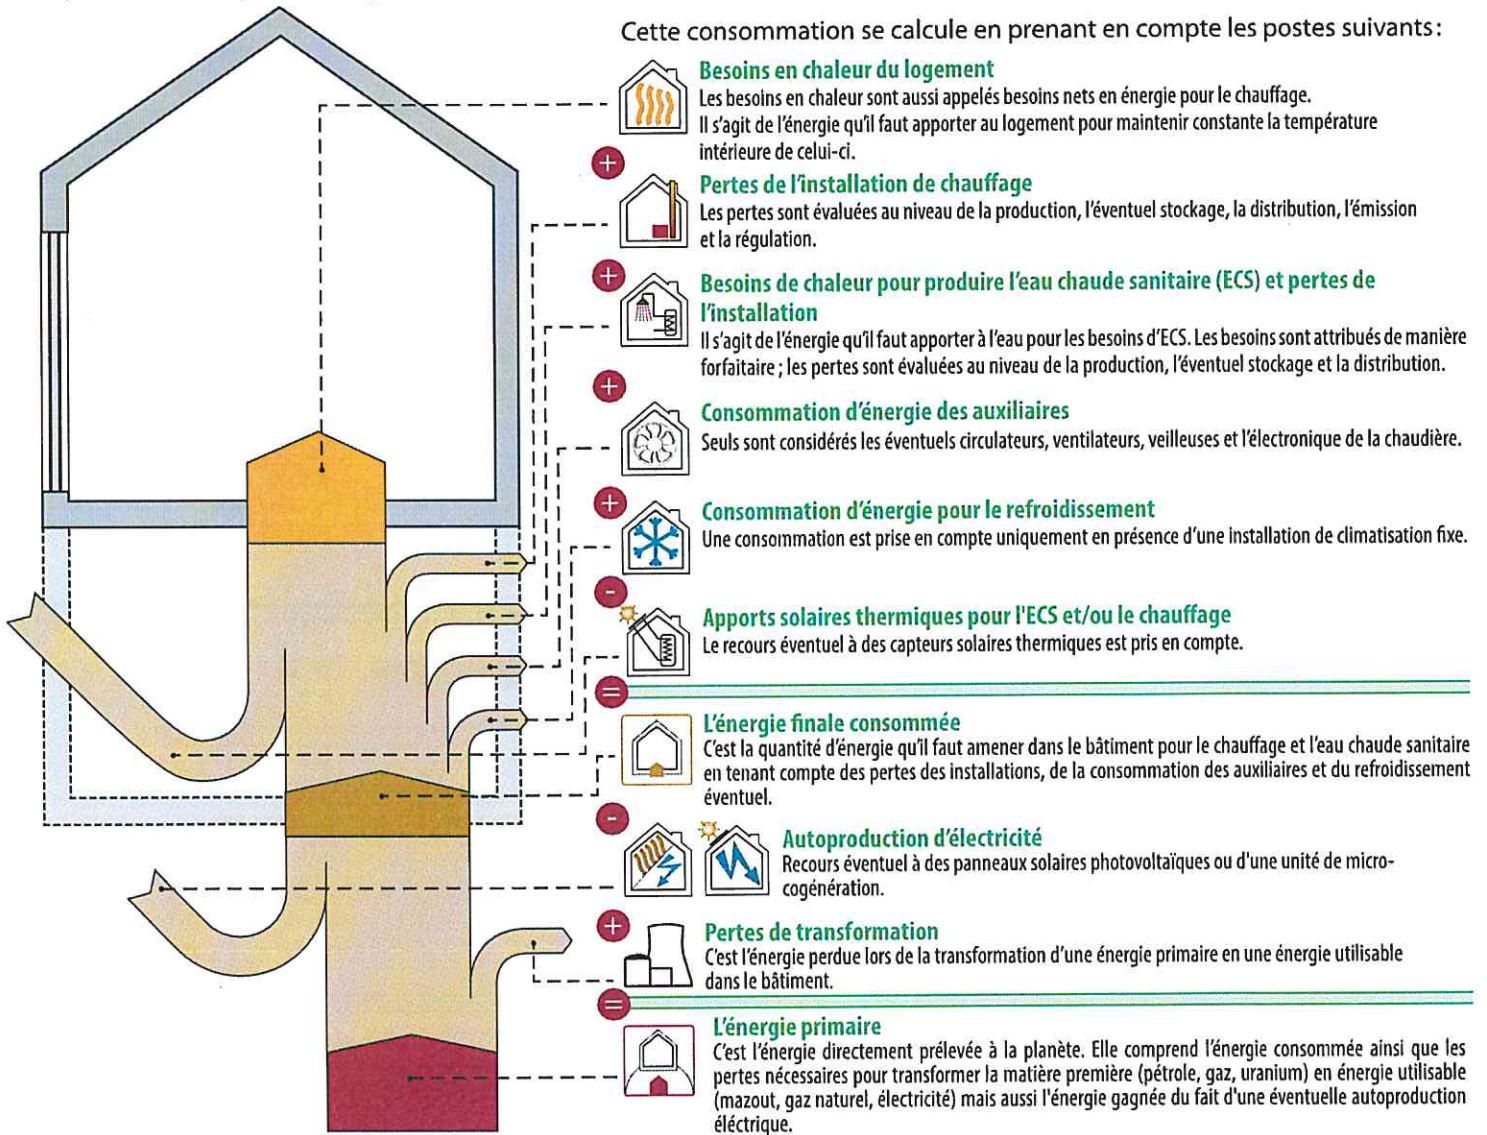 Cette consommation se calcule en prenant en compte les postes suivants :
Besoins en chaleur du logement
Les besoins en chaleur sont aussi appelés besoins nets en énergie pour le chauffage.
Il s'agit de l'énergie qu'il faut apporter au logement pour maintenir constante la température
intérieure de celui-ci.
+
Pertes de l'installation de chauffage
Les pertes sont évaluées au niveau de la production, l'éventuel stockage, la distribution, l'émission
et la régulation.
+
Besoins de chaleur pour produire l'eau chaude sanitaire (ECS) et pertes de
l'installation
Il s'agit de l'énergie qu'il faut apporter à l'eau pour les besoins d'ECS. Les besoins sont attribués de manière
forfaitaire ; les pertes sont évaluées au niveau de la production, l'éventuel stockage et la distribution.
+
Consommation d'énergie des auxiliaires
Seuls sont considérés les éventuels circulateurs, ventilateurs, veilleuses et l'électronique de la chaudière.
+
Consommation d'énergie pour le refroidissement
Une consommation est prise en compte uniquement en présence d'une installation de climatisation fixe.
-
Apports solaires thermiques pour l'ECS et/ou le chauffage
Le recours éventuel à des capteurs solaires thermiques est pris en compte.
=
L'énergie finale consommée
C'est la quantité d'énergie qu'il faut amener dans le bâtiment pour le chauffage et l'eau chaude sanitaire
en tenant compte des pertes des installations, de la consommation des auxiliaires et du refroidissement
éventuel.
-
Autoproduction d'électricité
Recours éventuel à des panneaux solaires photovoltaïques ou d'une unité de micro-
cogénération.
+
Pertes de transformation
C'est l'énergie perdue lors de la transformation d'une énergie primaire en une énergie utilisable
dans le bâtiment.
=
L'énergie primaire
C'est l'énergie directement prélevée à la planète. Elle comprend l'énergie consommée ainsi que les
pertes nécessaires pour transformer la matière première (pétrole, gaz, uranium) en énergie utilisable
(mazout, gaz naturel, électricité) mais aussi l'énergie gagnée du fait d'une éventuelle autoproduction
éléctrique.